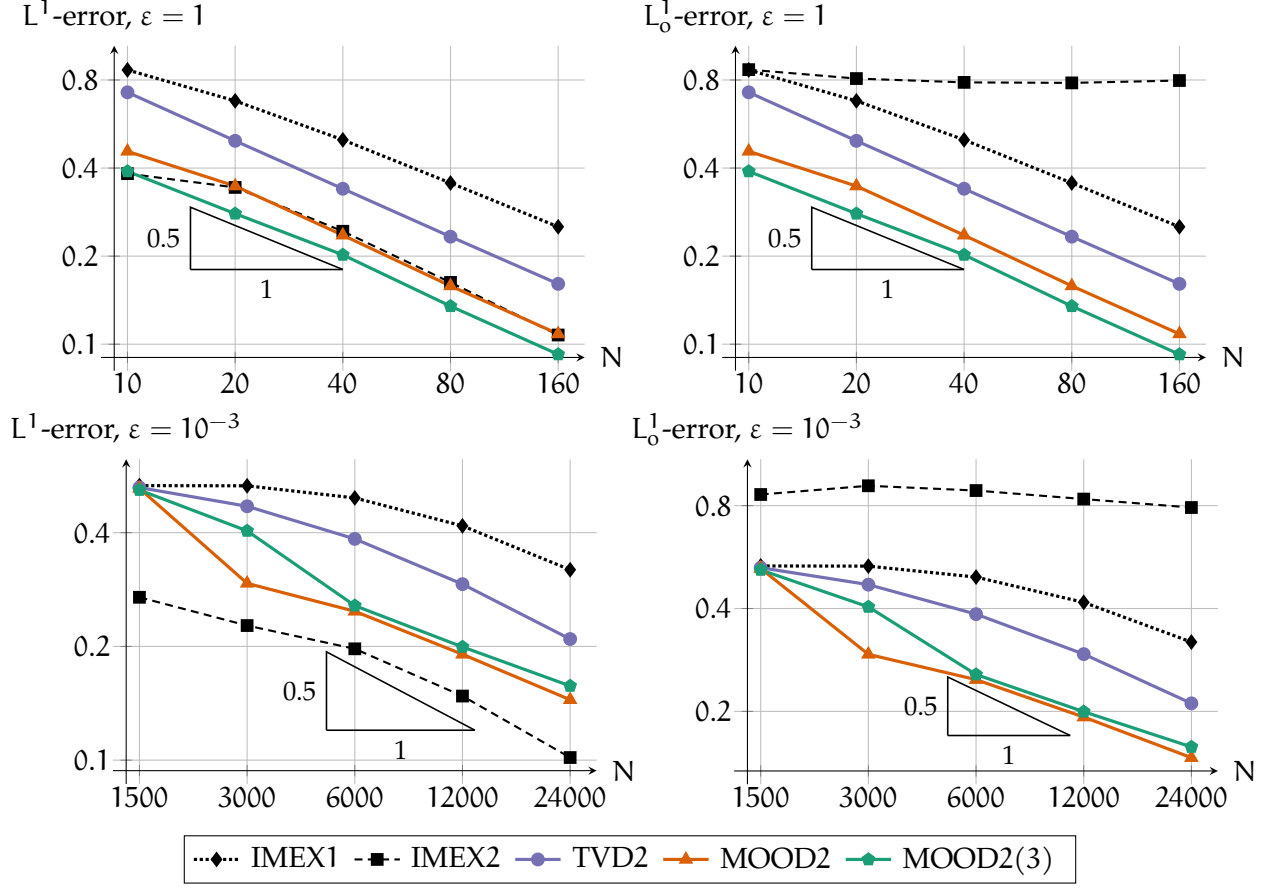 L¹-error, ε = 1
0.8
0.4
0.2
0.1
0.5
1
N
10 20 40 80 160
L¹ₒ-error, ε = 1
0.8
0.4
0.2
0.1
0.5
1
N
10 20 40 80 160
L¹-error, ε = 10⁻³
0.4
0.2
0.1
0.5
1
N
1500 3000 6000 12000 24000
L¹ₒ-error, ε = 10⁻³
0.8
0.4
0.2
0.5
1
N
1500 3000 6000 12000 24000
IMEX1 IMEX2 TVD2 MOOD2 MOOD2(3)